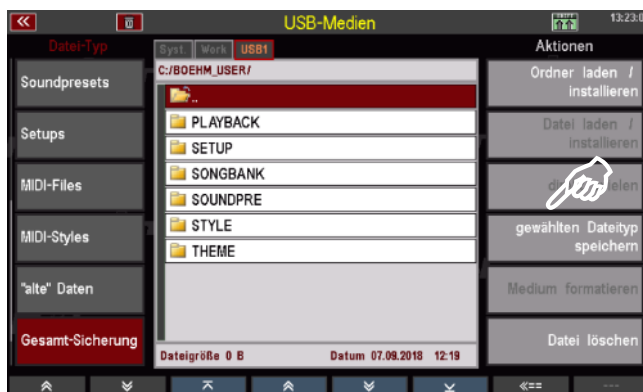 USB-Medien
13:23:0
Datei-Typ
Syst. Work USB1
Aktionen
C:/BOEHM_USER/
Soundpresets
Setups
MIDI-Files
MIDI-Styles
"alte" Daten
Gesamt-Sicherung
..
PLAYBACK
SETUP
SONGBANK
SOUNDPRE
STYLE
THEME
Dateigröße 0 B Datum 07.09.2018 12:19
Ordner laden /
installieren
Datei laden /
installieren
gewählten Dateityp
speichern
Medium formatieren
Datei löschen
<==
---